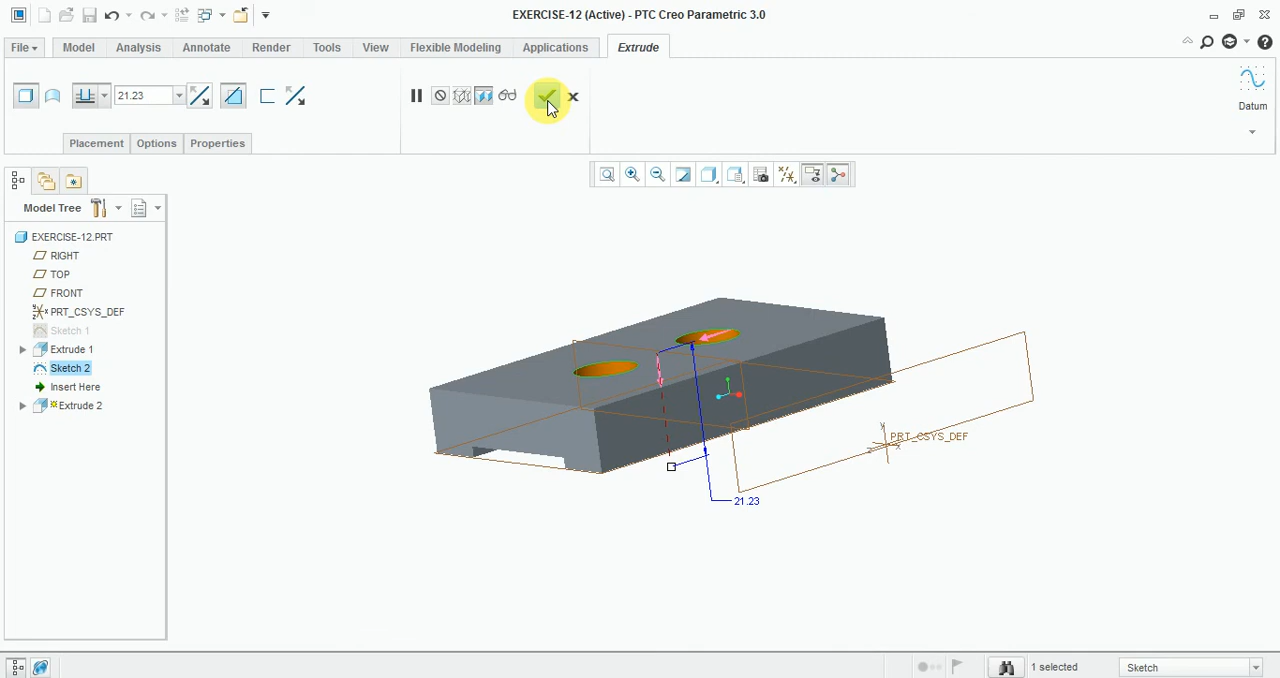 EXERCISE-12 (Active) - PTC Creo Parametric 3.0
File Model Analysis Annotate Render Tools View Flexible Modeling Applications Extrude
21.23
Datum
Placement Options Properties
Model Tree
EXERCISE-12.PRT
RIGHT
TOP
FRONT
PRT_CSYS_DEF
Sketch 1
Extrude 1
Sketch 2
Insert Here
Extrude 2
PRT_CSYS_DEF
21.23
1 selected Sketch